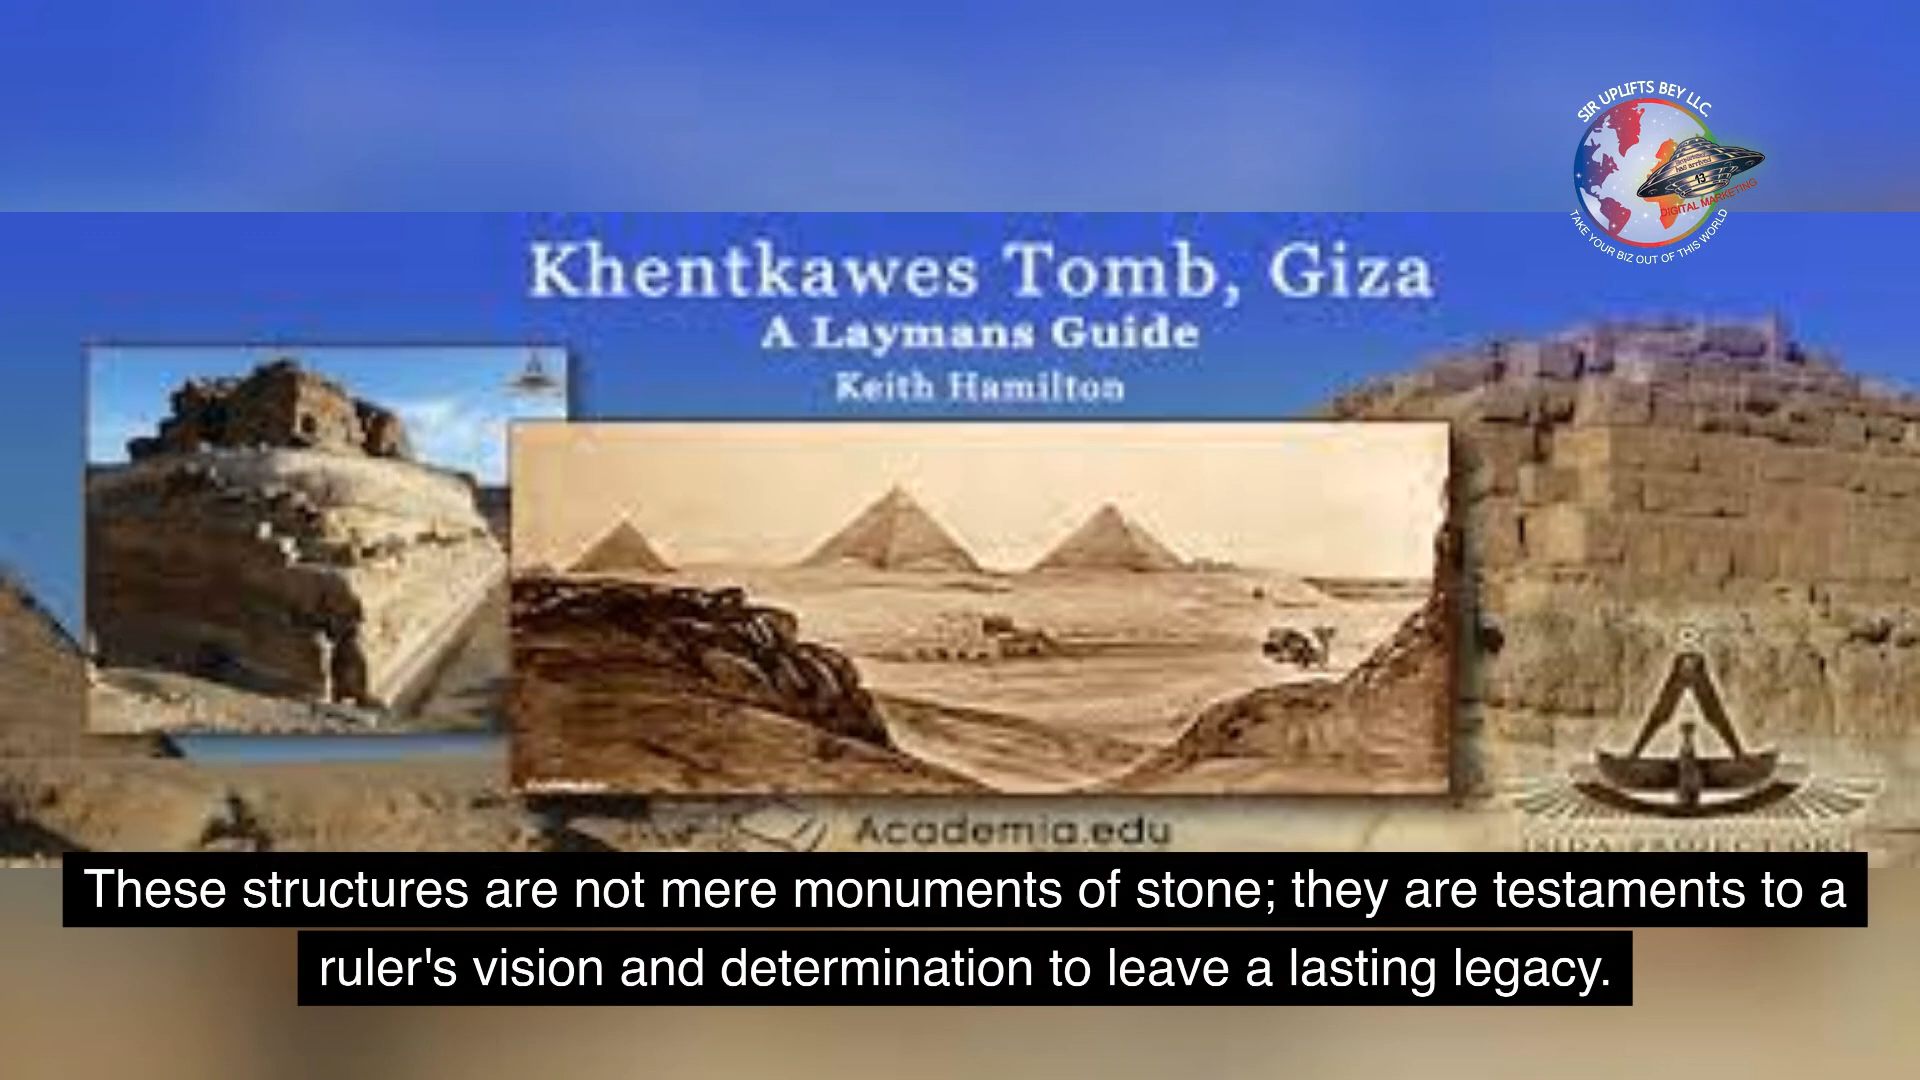 SIR UPLIFTS BEY LLC.
13
DIGITAL MARKETING
TAKE YOUR BIZ OUT OF THIS WORLD
Khentkawes Tomb, Giza
A Laymans Guide
Keith Hamilton
Academia.edu
These structures are not mere monuments of stone; they are testaments to a
ruler's vision and determination to leave a lasting legacy.